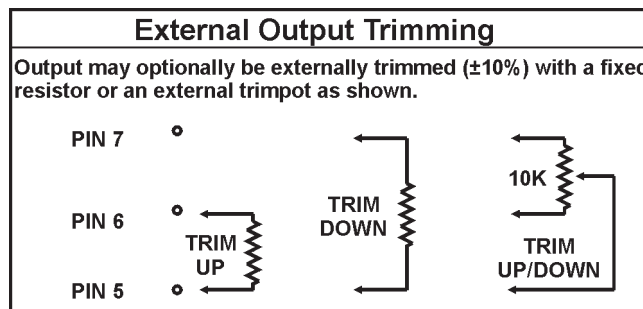 External Output Trimming
Output may optionally be externally trimmed (±10%) with a fixed
resistor or an external trimpot as shown.
PIN 7
PIN 6
PIN 5
TRIM
UP
TRIM
DOWN
10K
TRIM
UP/DOWN